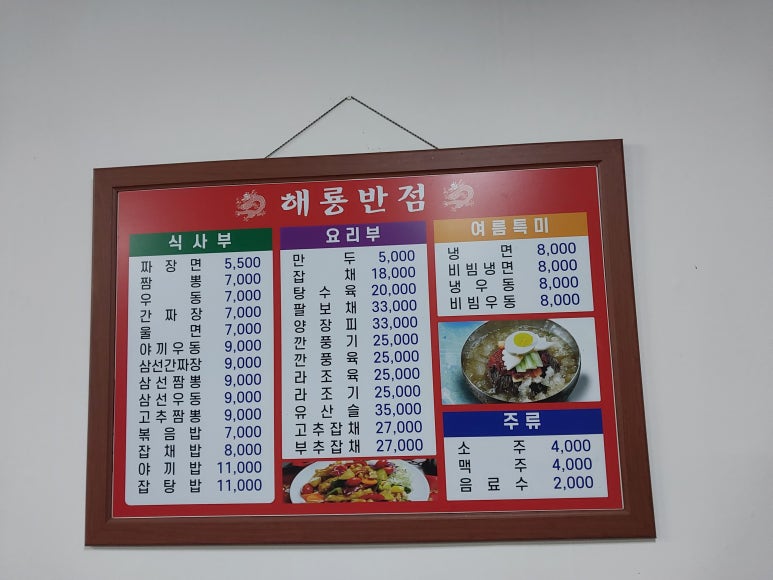 해룡반점
식사부
짜장면 5,500
짬뽕 7,000
우동 7,000
간짜장 7,000
울면 7,000
야끼우동 9,000
삼선간짜장 9,000
삼선짬뽕 9,000
삼선우동 9,000
고추짬뽕 9,000
볶음밥 7,000
잡채밥 8,000
야끼밥 11,000
잡탕밥 11,000
요리부
만두 5,000
잡채 18,000
탕수육 20,000
팔보채 33,000
양장피 33,000
깐풍기 25,000
깐풍육 25,000
라조육 25,000
라조기 25,000
유산슬 35,000
고추잡채 27,000
부추잡채 27,000
여름특미
냉면 8,000
비빔냉면 8,000
냉우동 8,000
비빔우동 8,000
주류
소주 4,000
맥주 4,000
음료수 2,000